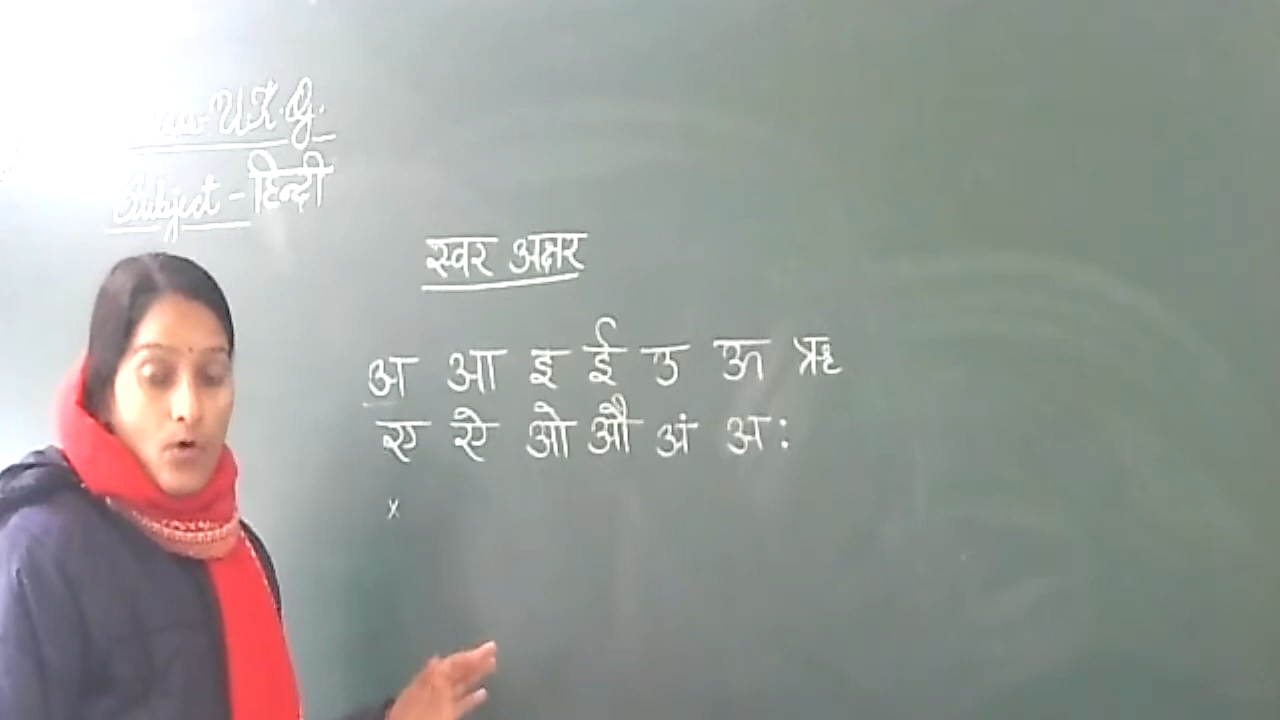 U.K.G.
Subject - हिन्दी
स्वर अक्षर
अ आ इ ई उ ऊ ऋ
ए ऐ ओ औ अं अः
x